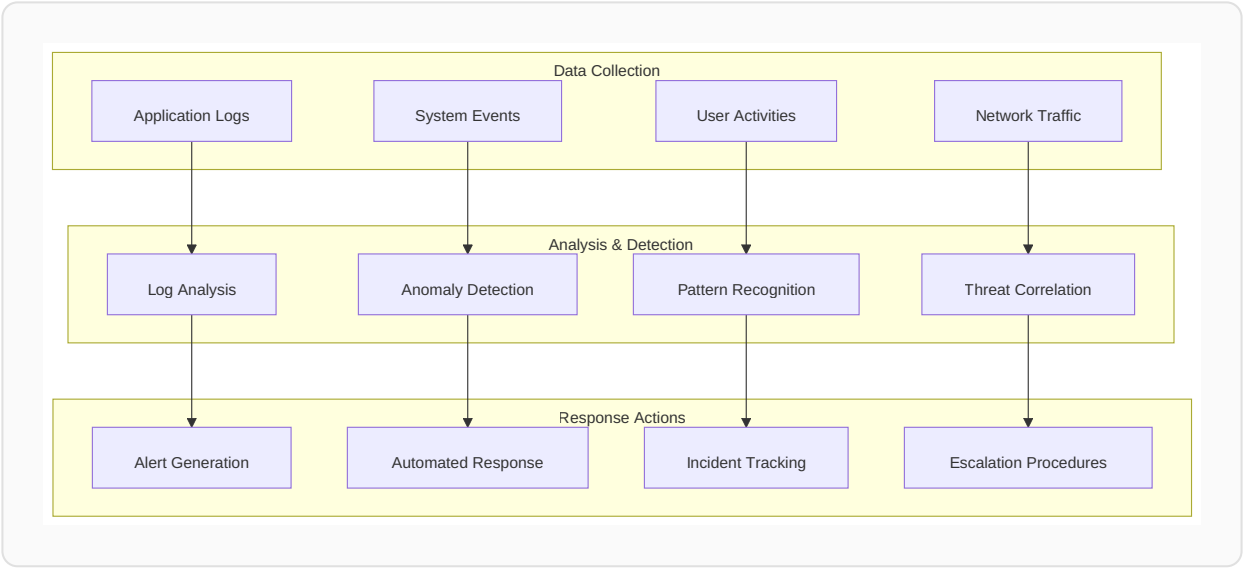 Data Collection
Application Logs
System Events
User Activities
Network Traffic
Analysis & Detection
Log Analysis
Anomaly Detection
Pattern Recognition
Threat Correlation
Response Actions
Alert Generation
Automated Response
Incident Tracking
Escalation Procedures